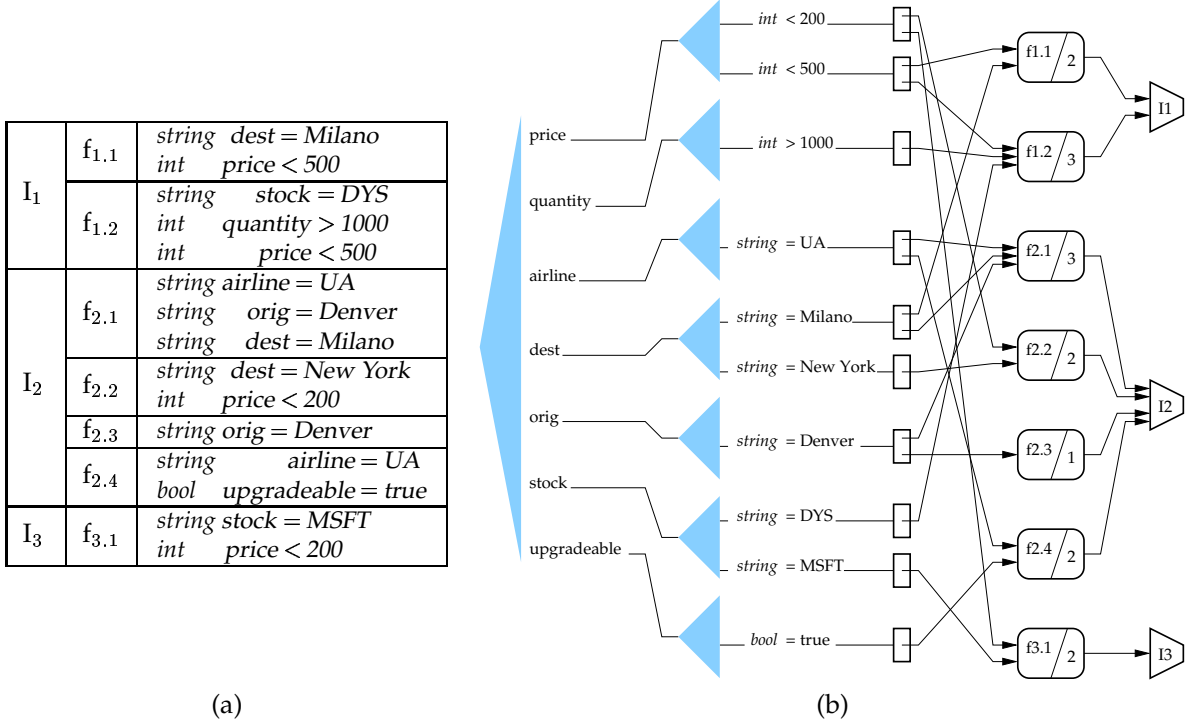 I1
f1.1
string dest = Milano
int price < 500
f1.2
string stock = DYS
int quantity > 1000
int price < 500
I2
f2.1
string airline = UA
string orig = Denver
string dest = Milano
f2.2
string dest = New York
int price < 200
f2.3
string orig = Denver
f2.4
string airline = UA
bool upgradeable = true
I3
f3.1
string stock = MSFT
int price < 200
(a)
price
quantity
airline
dest
orig
stock
upgradeable
int < 200
int < 500
int > 1000
string = UA
string = Milano
string = New York
string = Denver
string = DYS
string = MSFT
bool = true
f1.1 / 2
f1.2 / 3
f2.1 / 3
f2.2 / 2
f2.3 / 1
f2.4 / 2
f3.1 / 2
I1
I2
I3
(b)